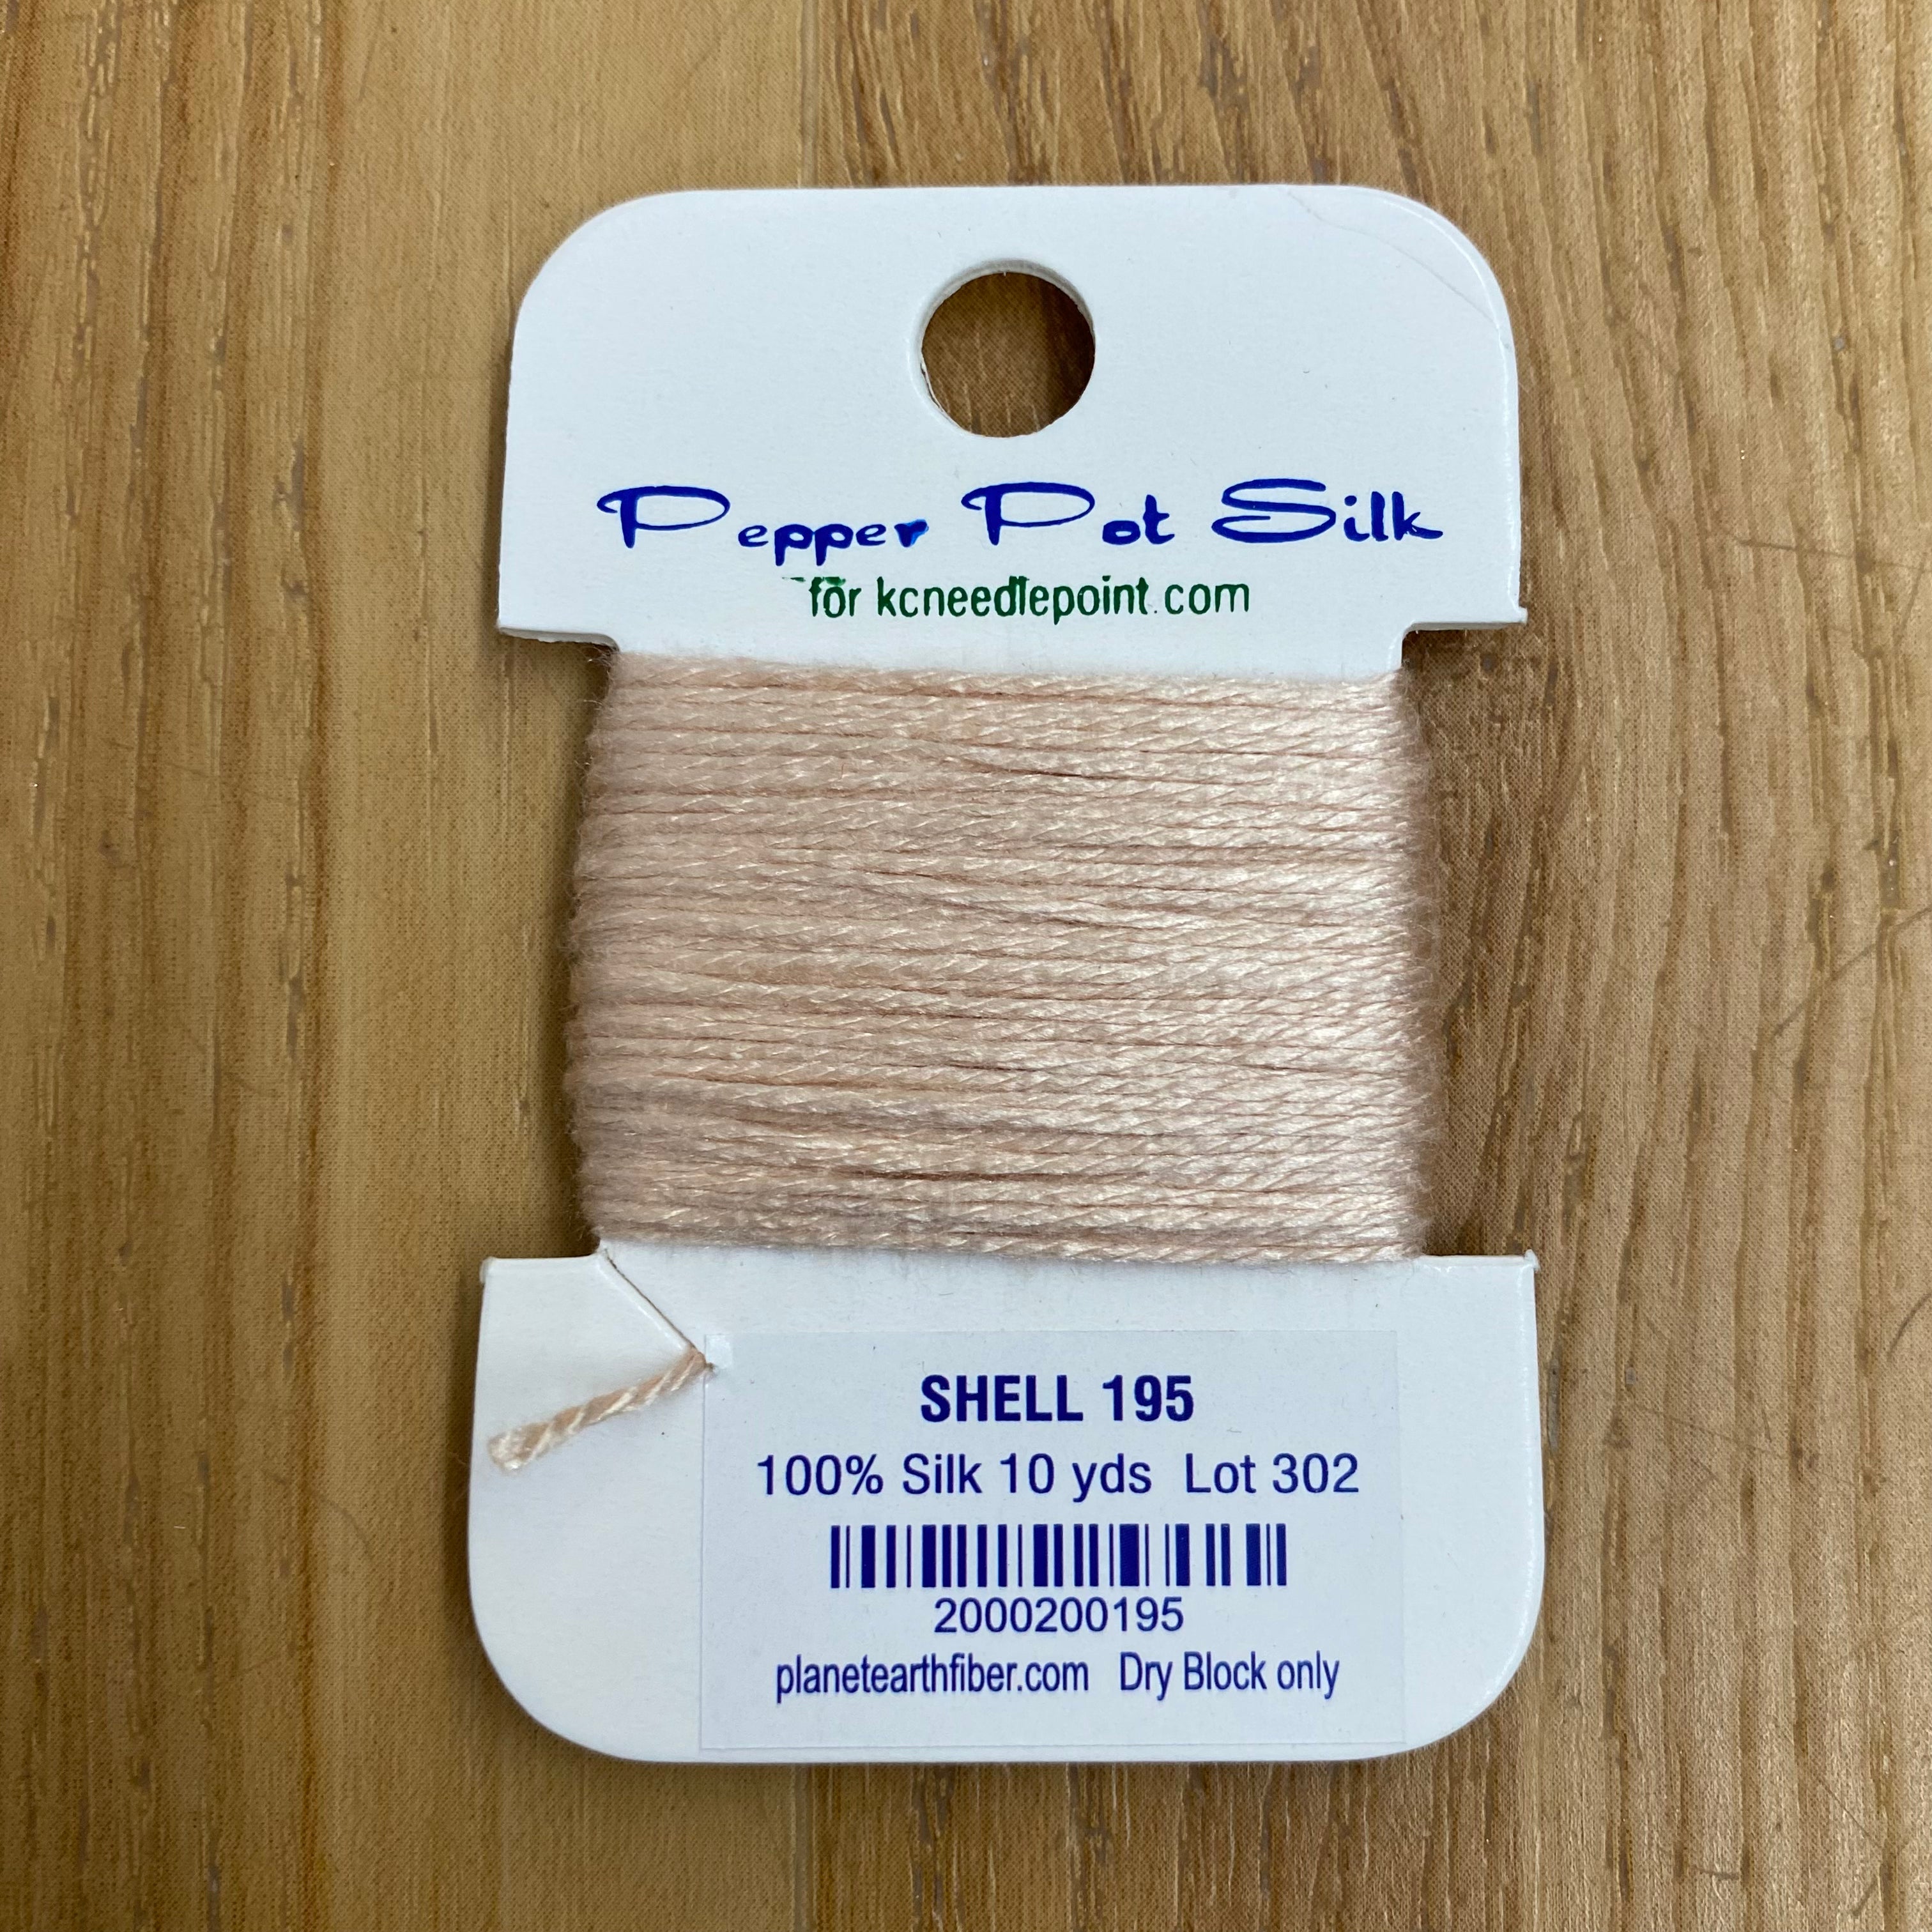 Pepper Pot Silk
for kcneedlepoint.com
SHELL 195
100% Silk 10 yds Lot 302
2000200195
planetearthfiber.com Dry Block only